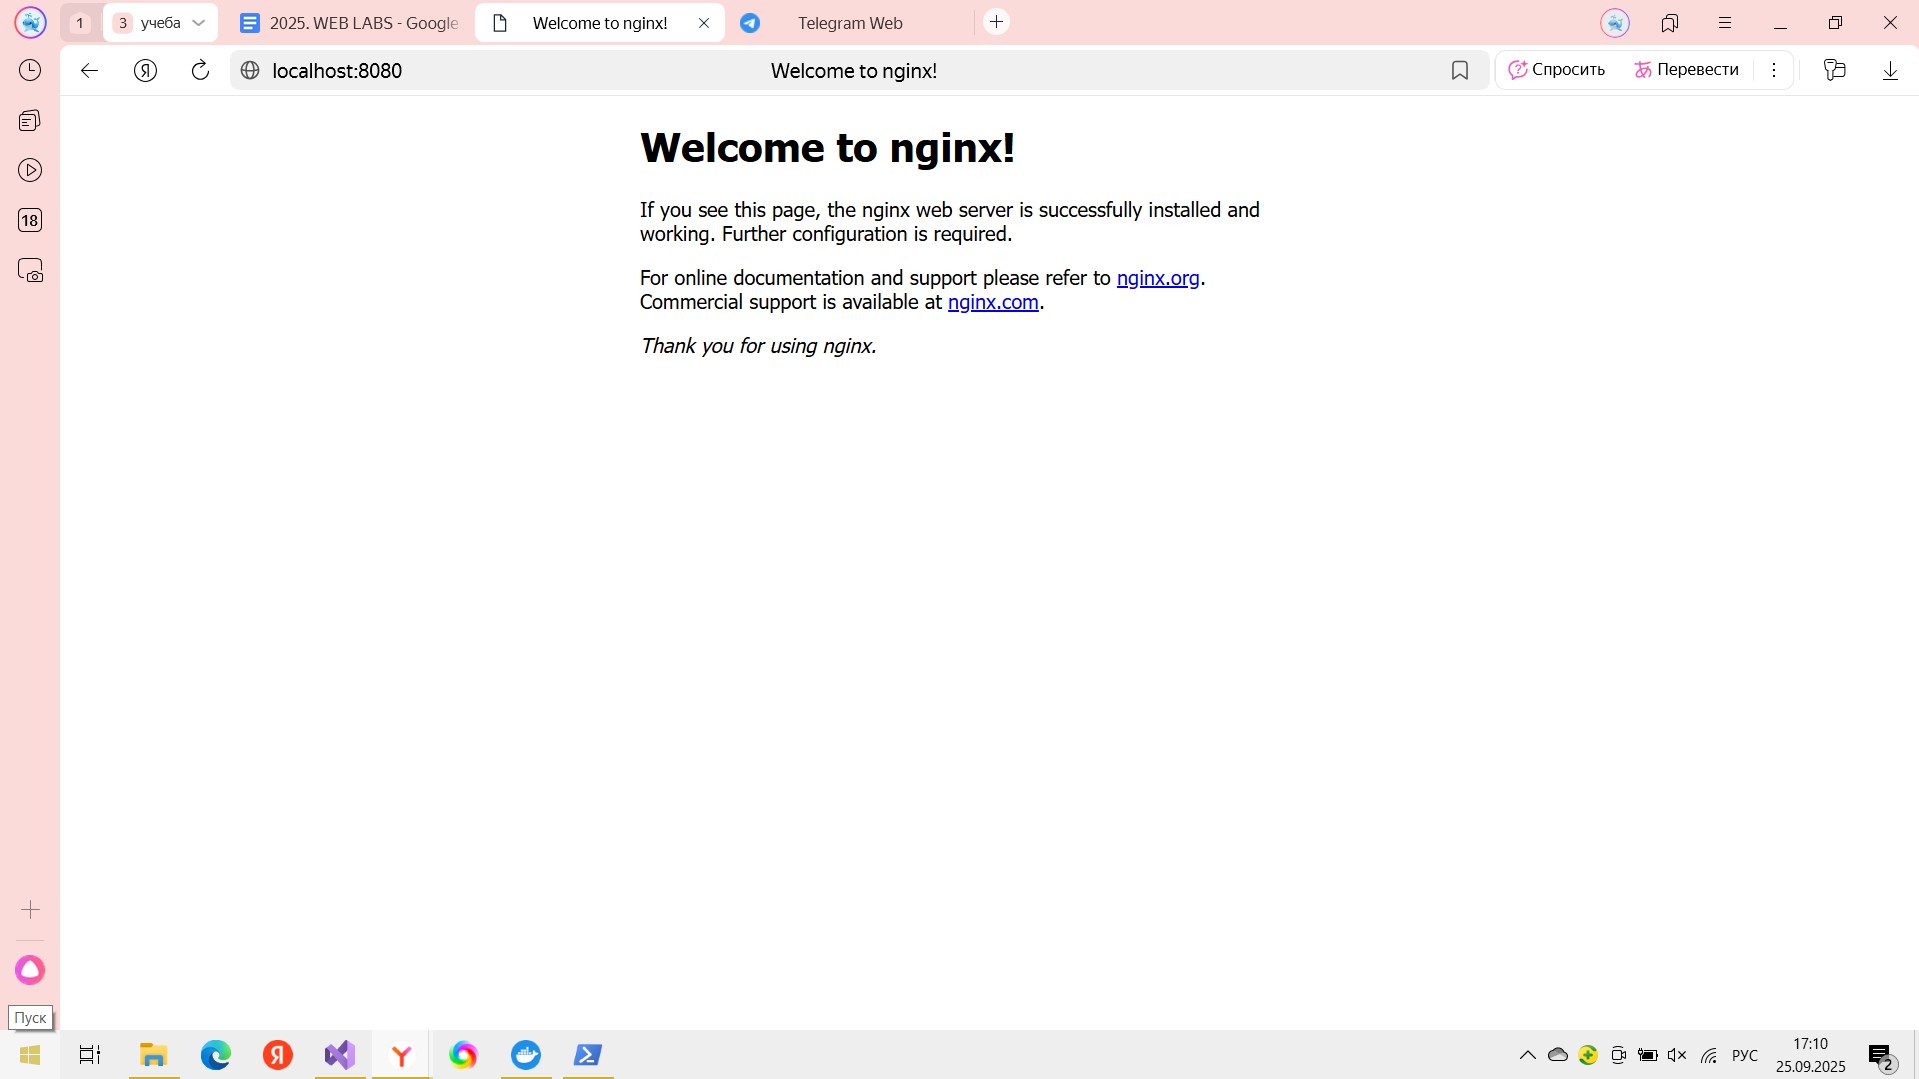 1
3 учеба
2025. WEB LABS - Google
Welcome to nginx!
Telegram Web
Я
localhost:8080
Welcome to nginx!
Спросить
Перевести
18
Welcome to nginx!
If you see this page, the nginx web server is successfully installed and
working. Further configuration is required.
For online documentation and support please refer to nginx.org.
Commercial support is available at nginx.com.
Thank you for using nginx.
Пуск
Я
РУС
17:10
25.09.2025
2